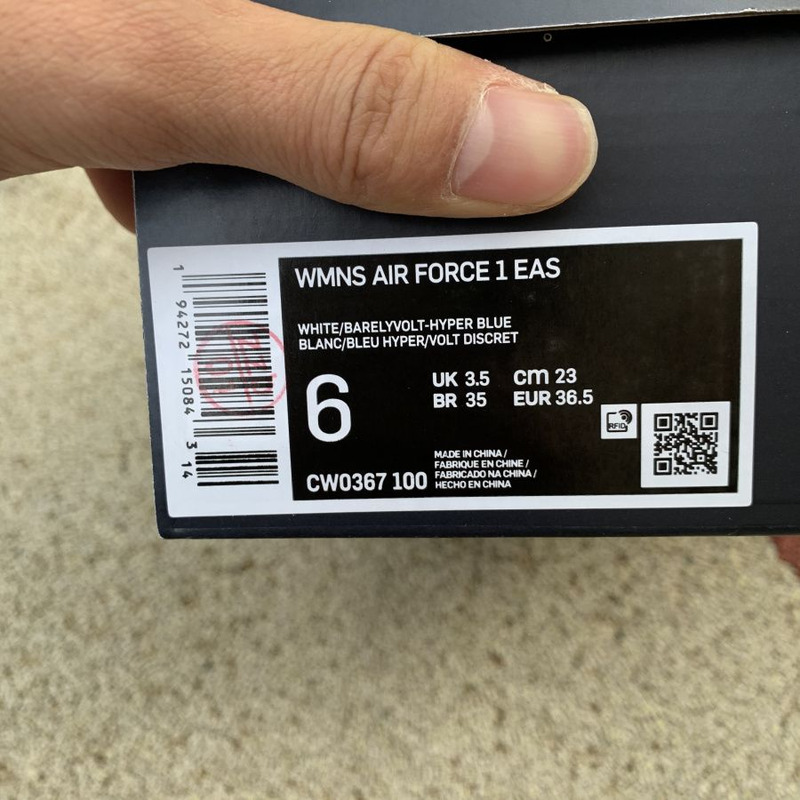 WMNS AIR FORCE 1 EAS
WHITE/BARELYVOLT-HYPER BLUE
BLANC/BLEU HYPER/VOLT DISCRET
6
UK 3.5 cm 23
BR 35 EUR 36.5
RFID
CW0367 100
MADE IN CHINA /
FABRIQUE EN CHINE /
FABRICADO NA CHINA /
HECHO EN CHINA
1 94272 15084 3 14